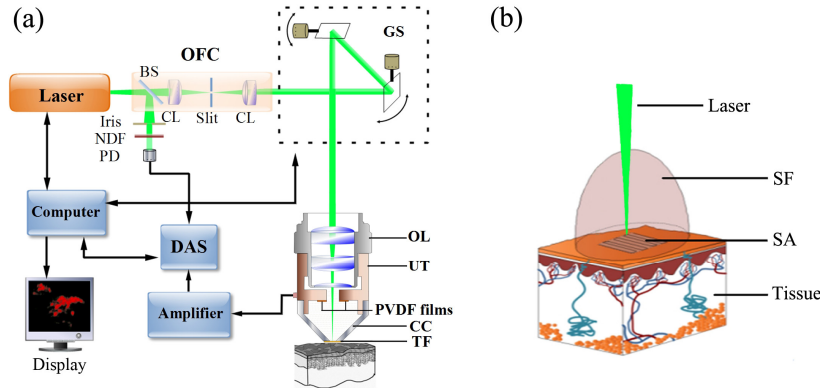 (a)
GS
OFC
BS
Laser
CL
Slit
CL
Iris
NDF
PD
Computer
DAS
OL
UT
Amplifier
PVDF films
CC
TF
Display
(b)
Laser
SF
SA
Tissue